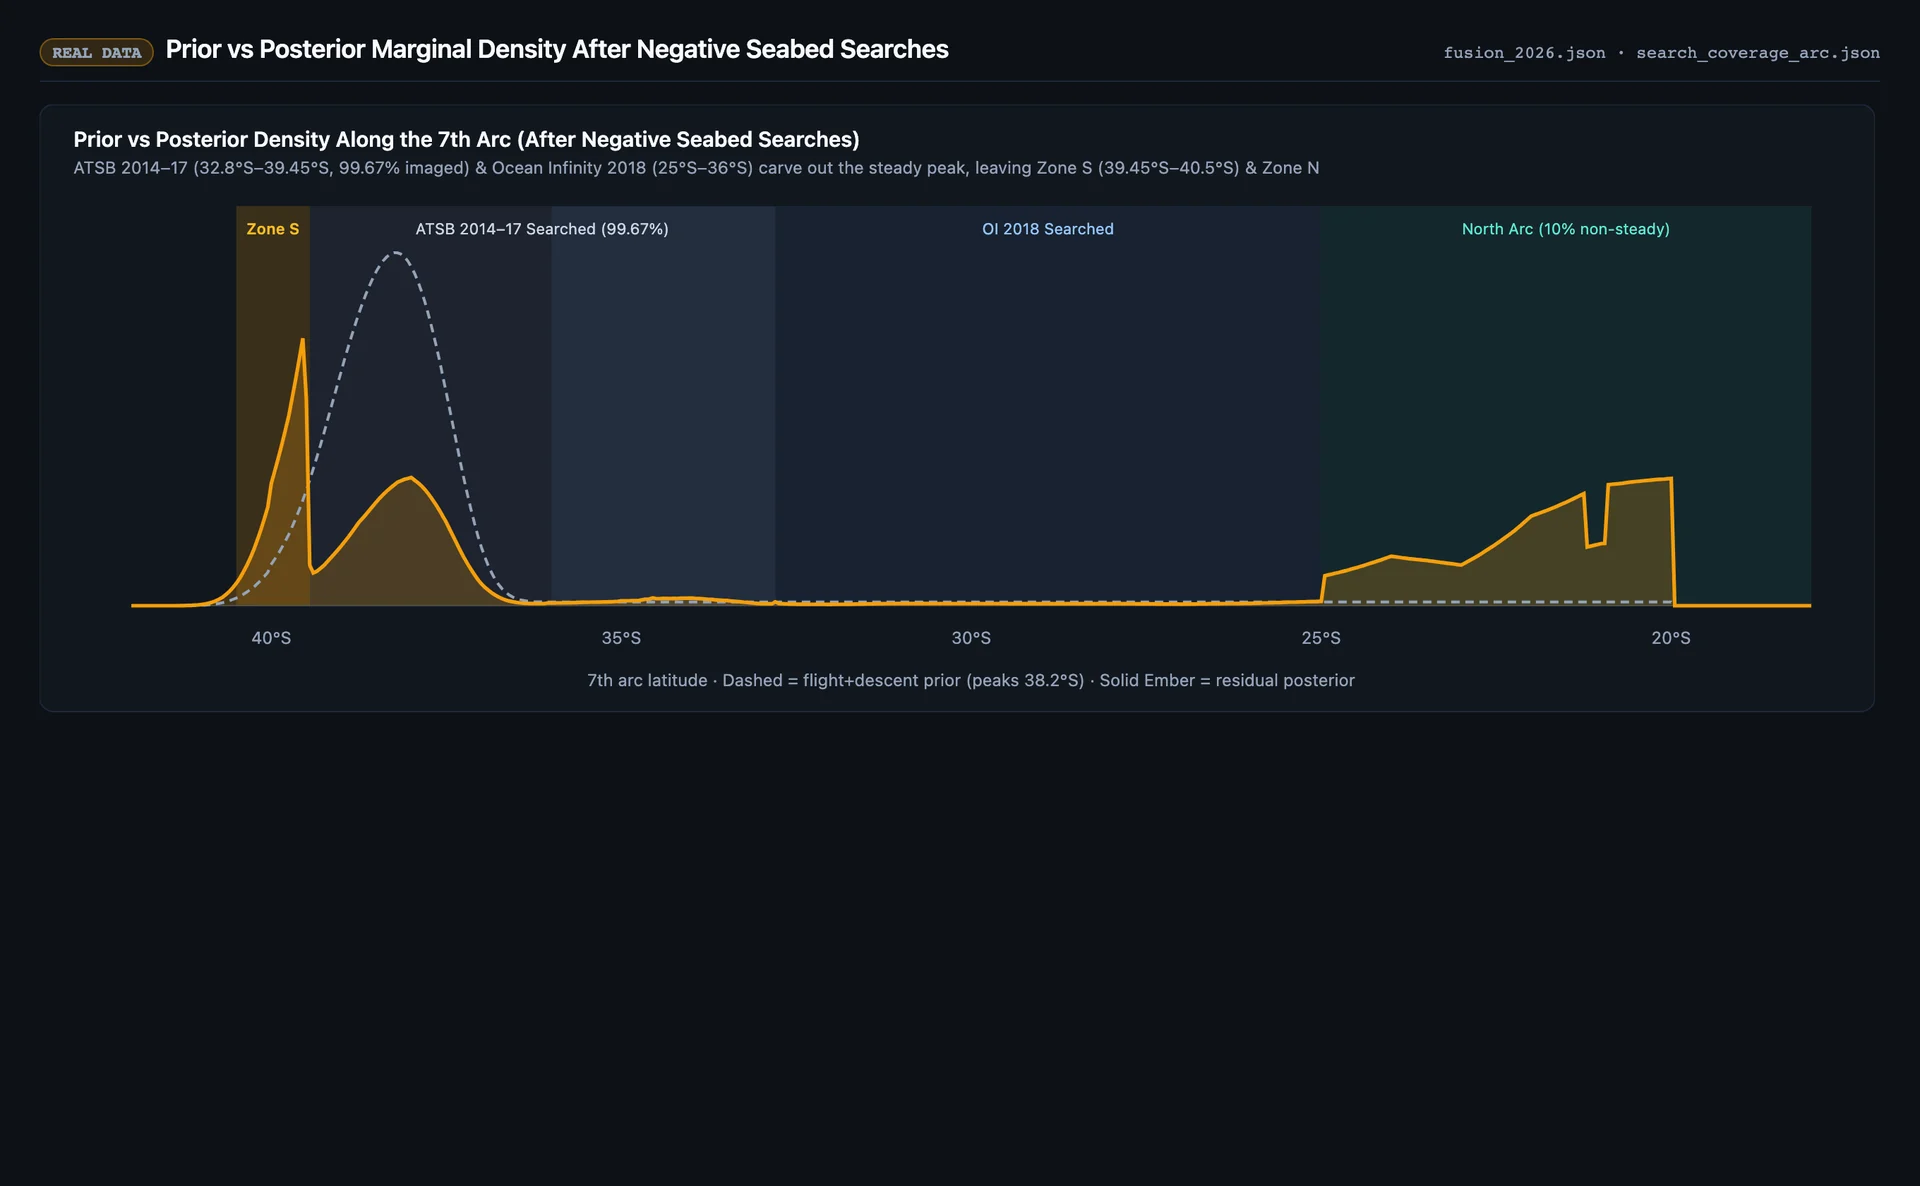 REAL DATA Prior vs Posterior Marginal Density After Negative Seabed Searches
fusion_2026.json · search_coverage_arc.json
Prior vs Posterior Density Along the 7th Arc (After Negative Seabed Searches)
ATSB 2014–17 (32.8°S–39.45°S, 99.67% imaged) & Ocean Infinity 2018 (25°S–36°S) carve out the steady peak, leaving Zone S (39.45°S–40.5°S) & Zone N
Zone S
ATSB 2014–17 Searched (99.67%)
OI 2018 Searched
North Arc (10% non-steady)
40°S
35°S
30°S
25°S
20°S
7th arc latitude · Dashed = flight+descent prior (peaks 38.2°S) · Solid Ember = residual posterior